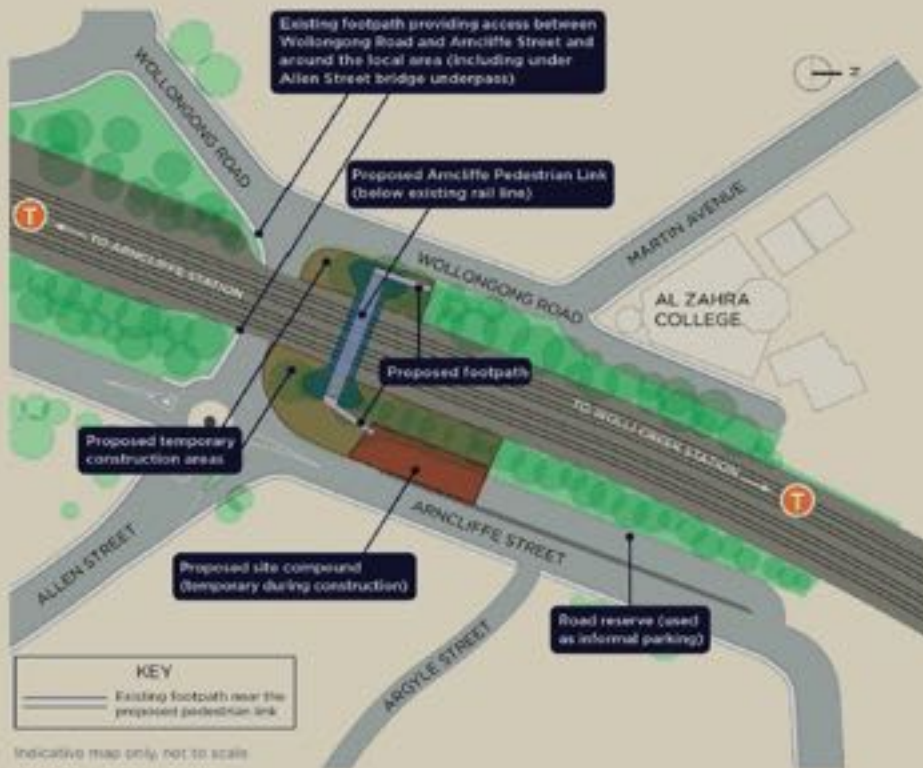 Existing footpath providing access between
Wollongong Road and Arncliffe Street and
around the local area (including under
Allen Street bridge underpass)
WOLLONGONG ROAD
N
Proposed Arncliffe Pedestrian Link
(below existing rail line)
MARTIN AVENUE
T
TO ARNCLIFFE STATION
WOLLONGONG ROAD
AL ZAHRA
COLLEGE
Proposed footpath
TO WOLLI CREEK STATION
T
Proposed temporary
construction areas
ARNCLIFFE STREET
ALLEN STREET
Proposed site compound
(temporary during construction)
Road reserve (used
as informal parking)
ARGYLE STREET
KEY
Existing footpath near the
proposed pedestrian link
Indicative map only, not to scale